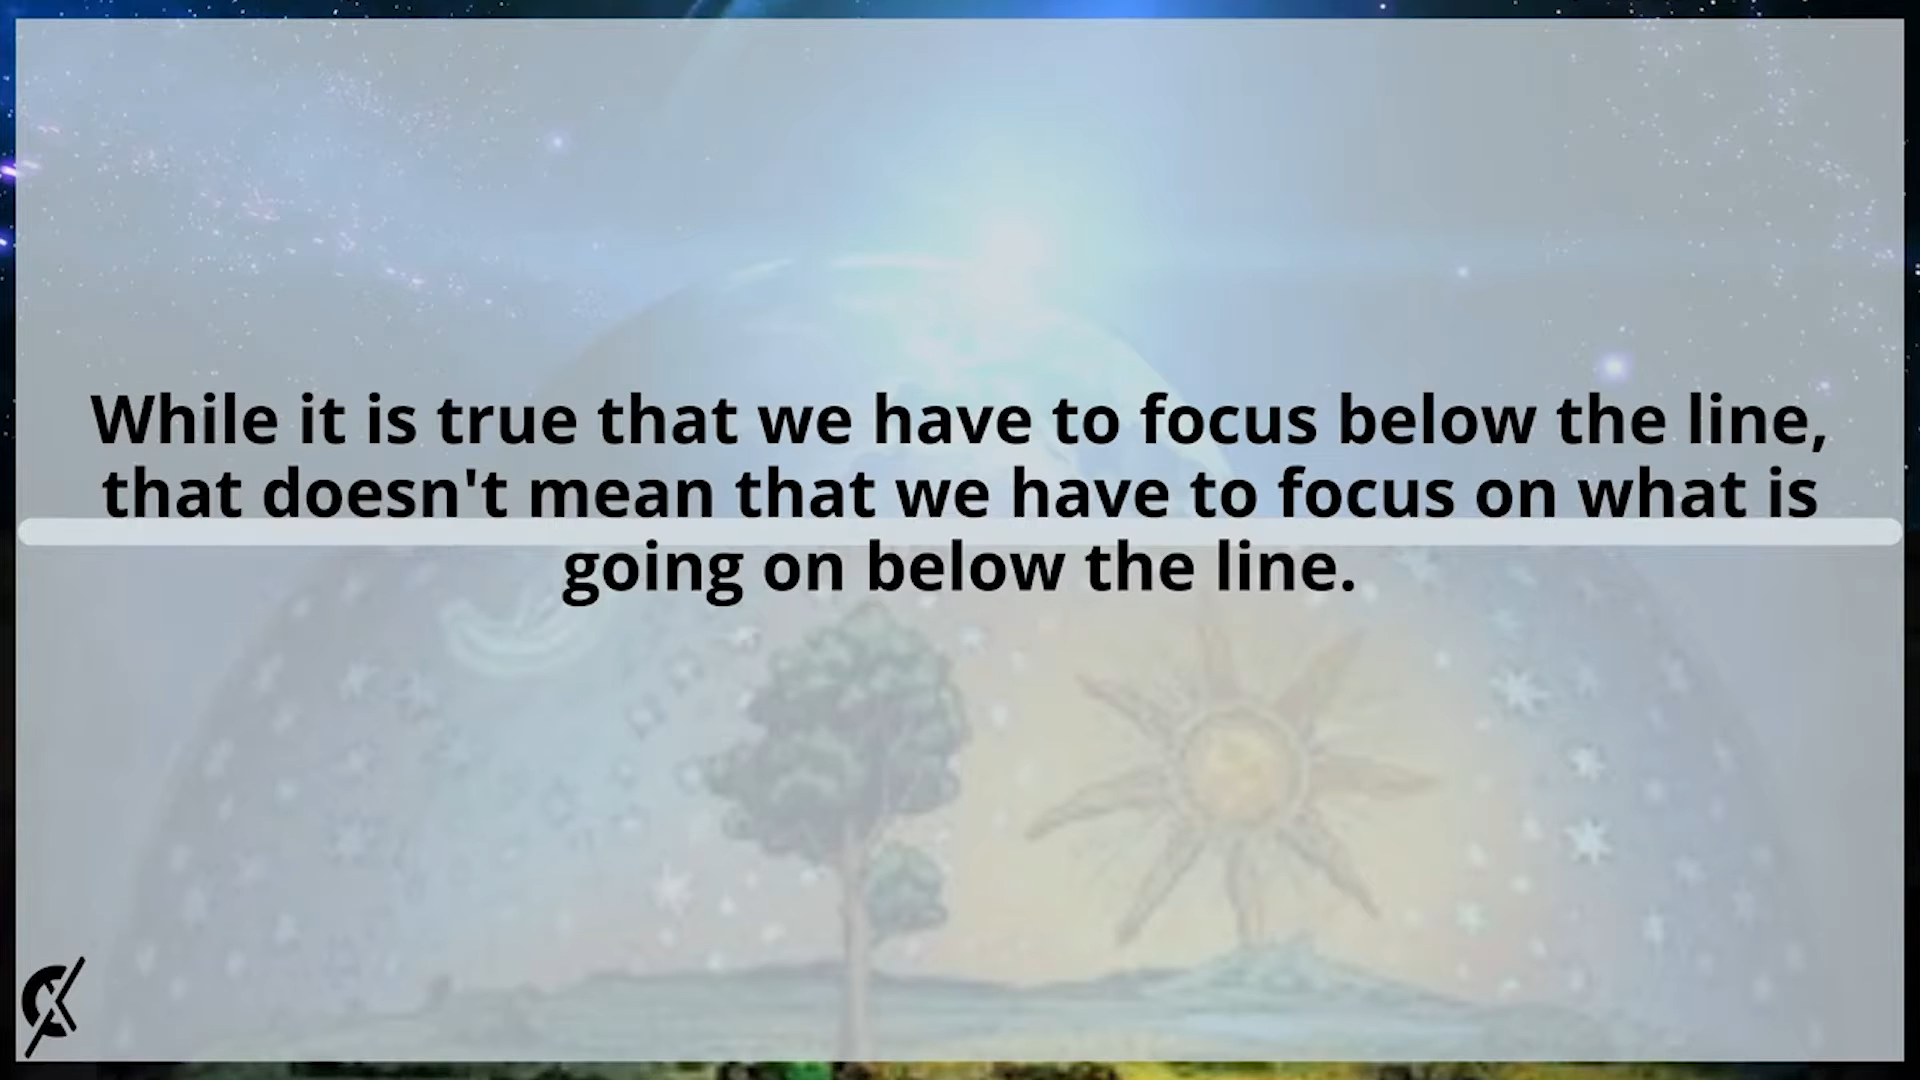 While it is true that we have to focus below the line,
that doesn't mean that we have to focus on what is
going on below the line.